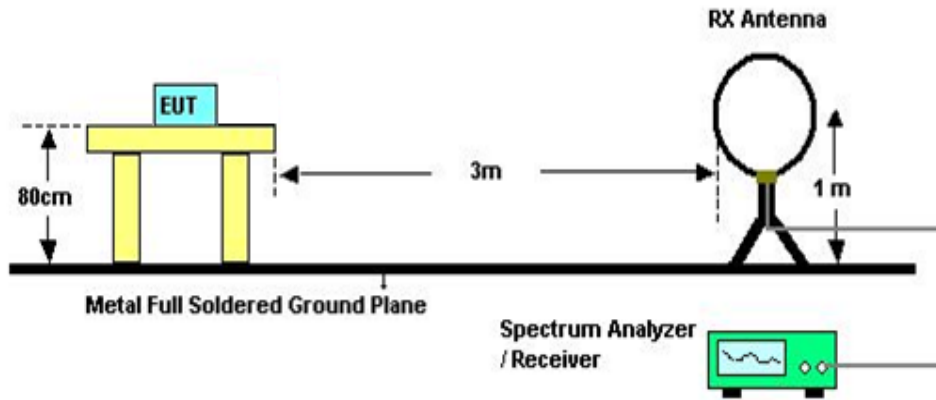 RX Antenna
EUT
3m
80cm
1 m
Metal Full Soldered Ground Plane
Spectrum Analyzer
/ Receiver